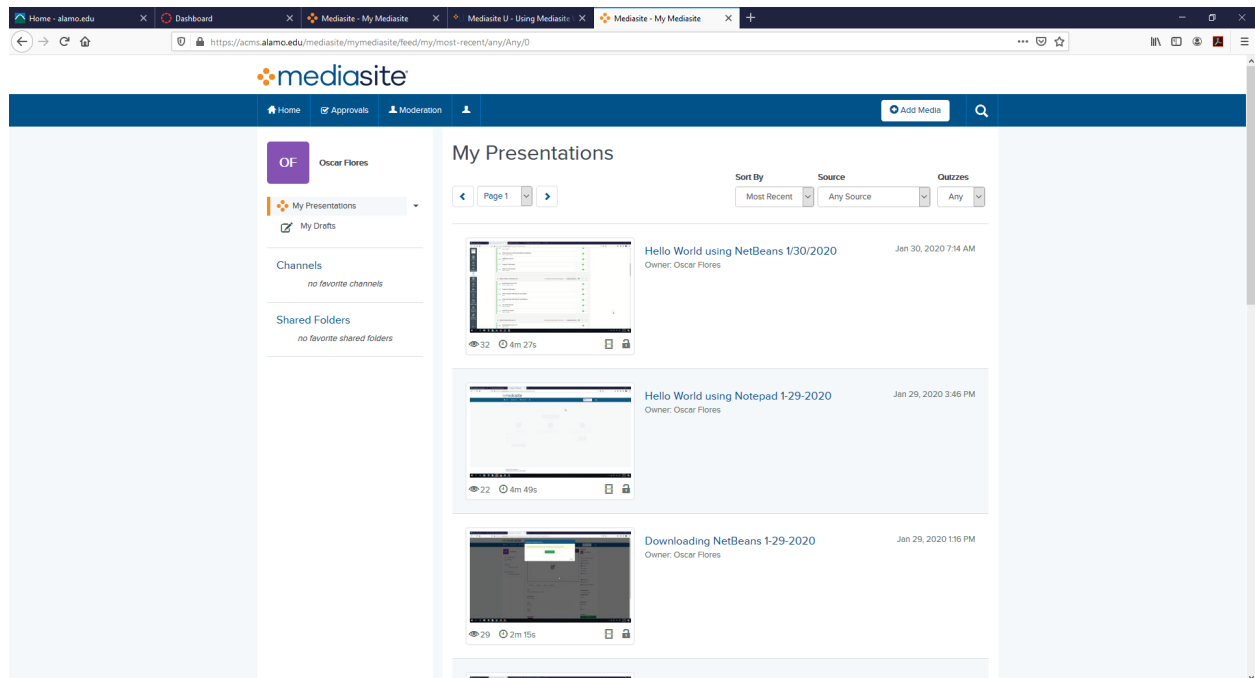 Home - alamo.edu
Dashboard
Mediasite - My Mediasite
Mediasite U - Using Mediasite
Mediasite - My Mediasite
https://acms.alamo.edu/mediasite/mymediasite/feed/my/most-recent/any/Any/0
mediasite
Home Approvals Moderation Add Media
OF Oscar Flores
My Presentations
My Drafts
Channels
no favorite channels
Shared Folders
no favorite shared folders
My Presentations
Sort By Source Quizzes
Page 1 Most Recent Any Source Any
Hello World using NetBeans 1/30/2020 Jan 30, 2020 7:14 AM
Owner: Oscar Flores
32 4m 27s
Hello World using Notepad 1-29-2020 Jan 29, 2020 3:46 PM
Owner: Oscar Flores
22 4m 49s
Downloading NetBeans 1-29-2020 Jan 29, 2020 1:16 PM
Owner: Oscar Flores
29 2m 15s